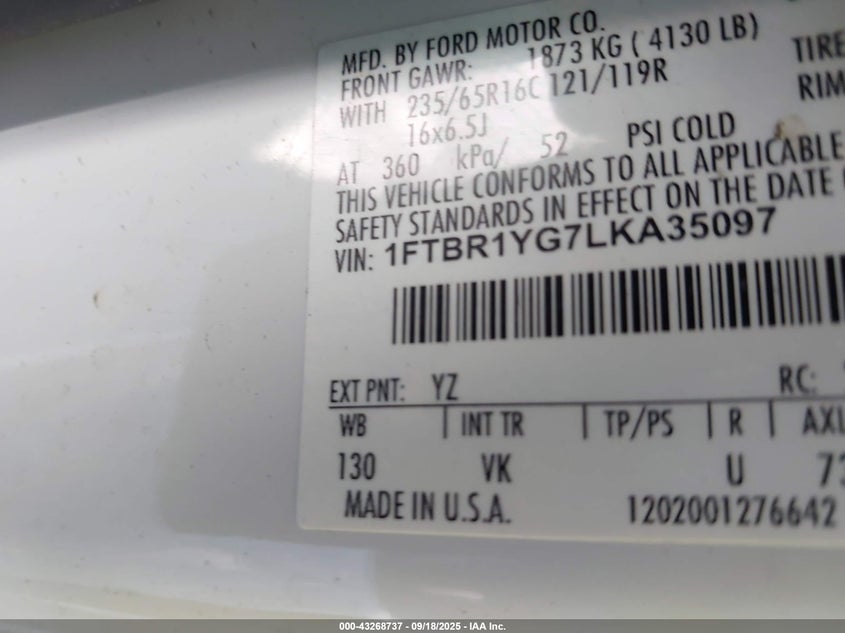 MFD. BY FORD MOTOR CO.
FRONT GAWR: 1873 KG ( 4130 LB) TIRE
WITH 235/65R16C 121/119R RIM
16x6.5J
AT 360 kPa/ 52 PSI COLD
THIS VEHICLE CONFORMS TO ALL APPLICABLE
SAFETY STANDARDS IN EFFECT ON THE DATE
VIN: 1FTBR1YG7LKA35097
EXT PNT: YZ RC:
WB | INT TR | TP/PS | R | AXL
130 VK U 73
MADE IN U.S.A. 1202001276642
000-43268737 - 09/18/2025 - IAA Inc.